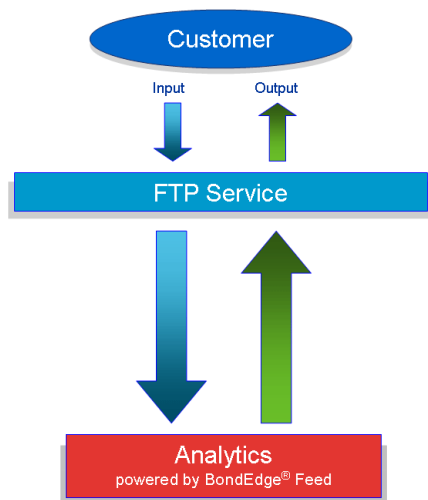 Customer
Input Output
FTP Service
Analytics
powered by BondEdge® Feed